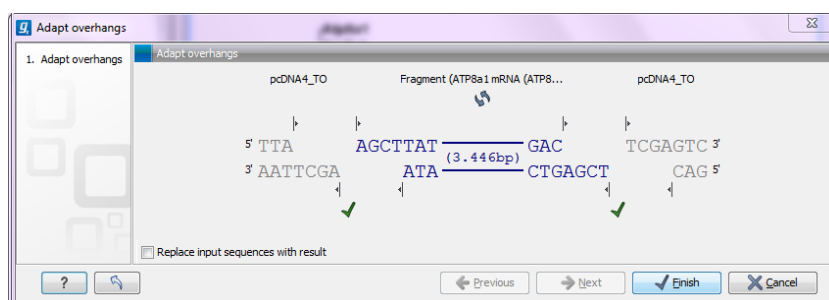 Adapt overhangs
1. Adapt overhangs
Adapt overhangs
pcDNA4_TO Fragment (ATP8a1 mRNA (ATP8... pcDNA4_TO
5' TTA AGCTTAT GAC TCGAGTC 3'
(3.446bp)
3' AATTCGA ATA CTGAGCT CAG 5'
Replace input sequences with result
? Previous Next Finish Cancel